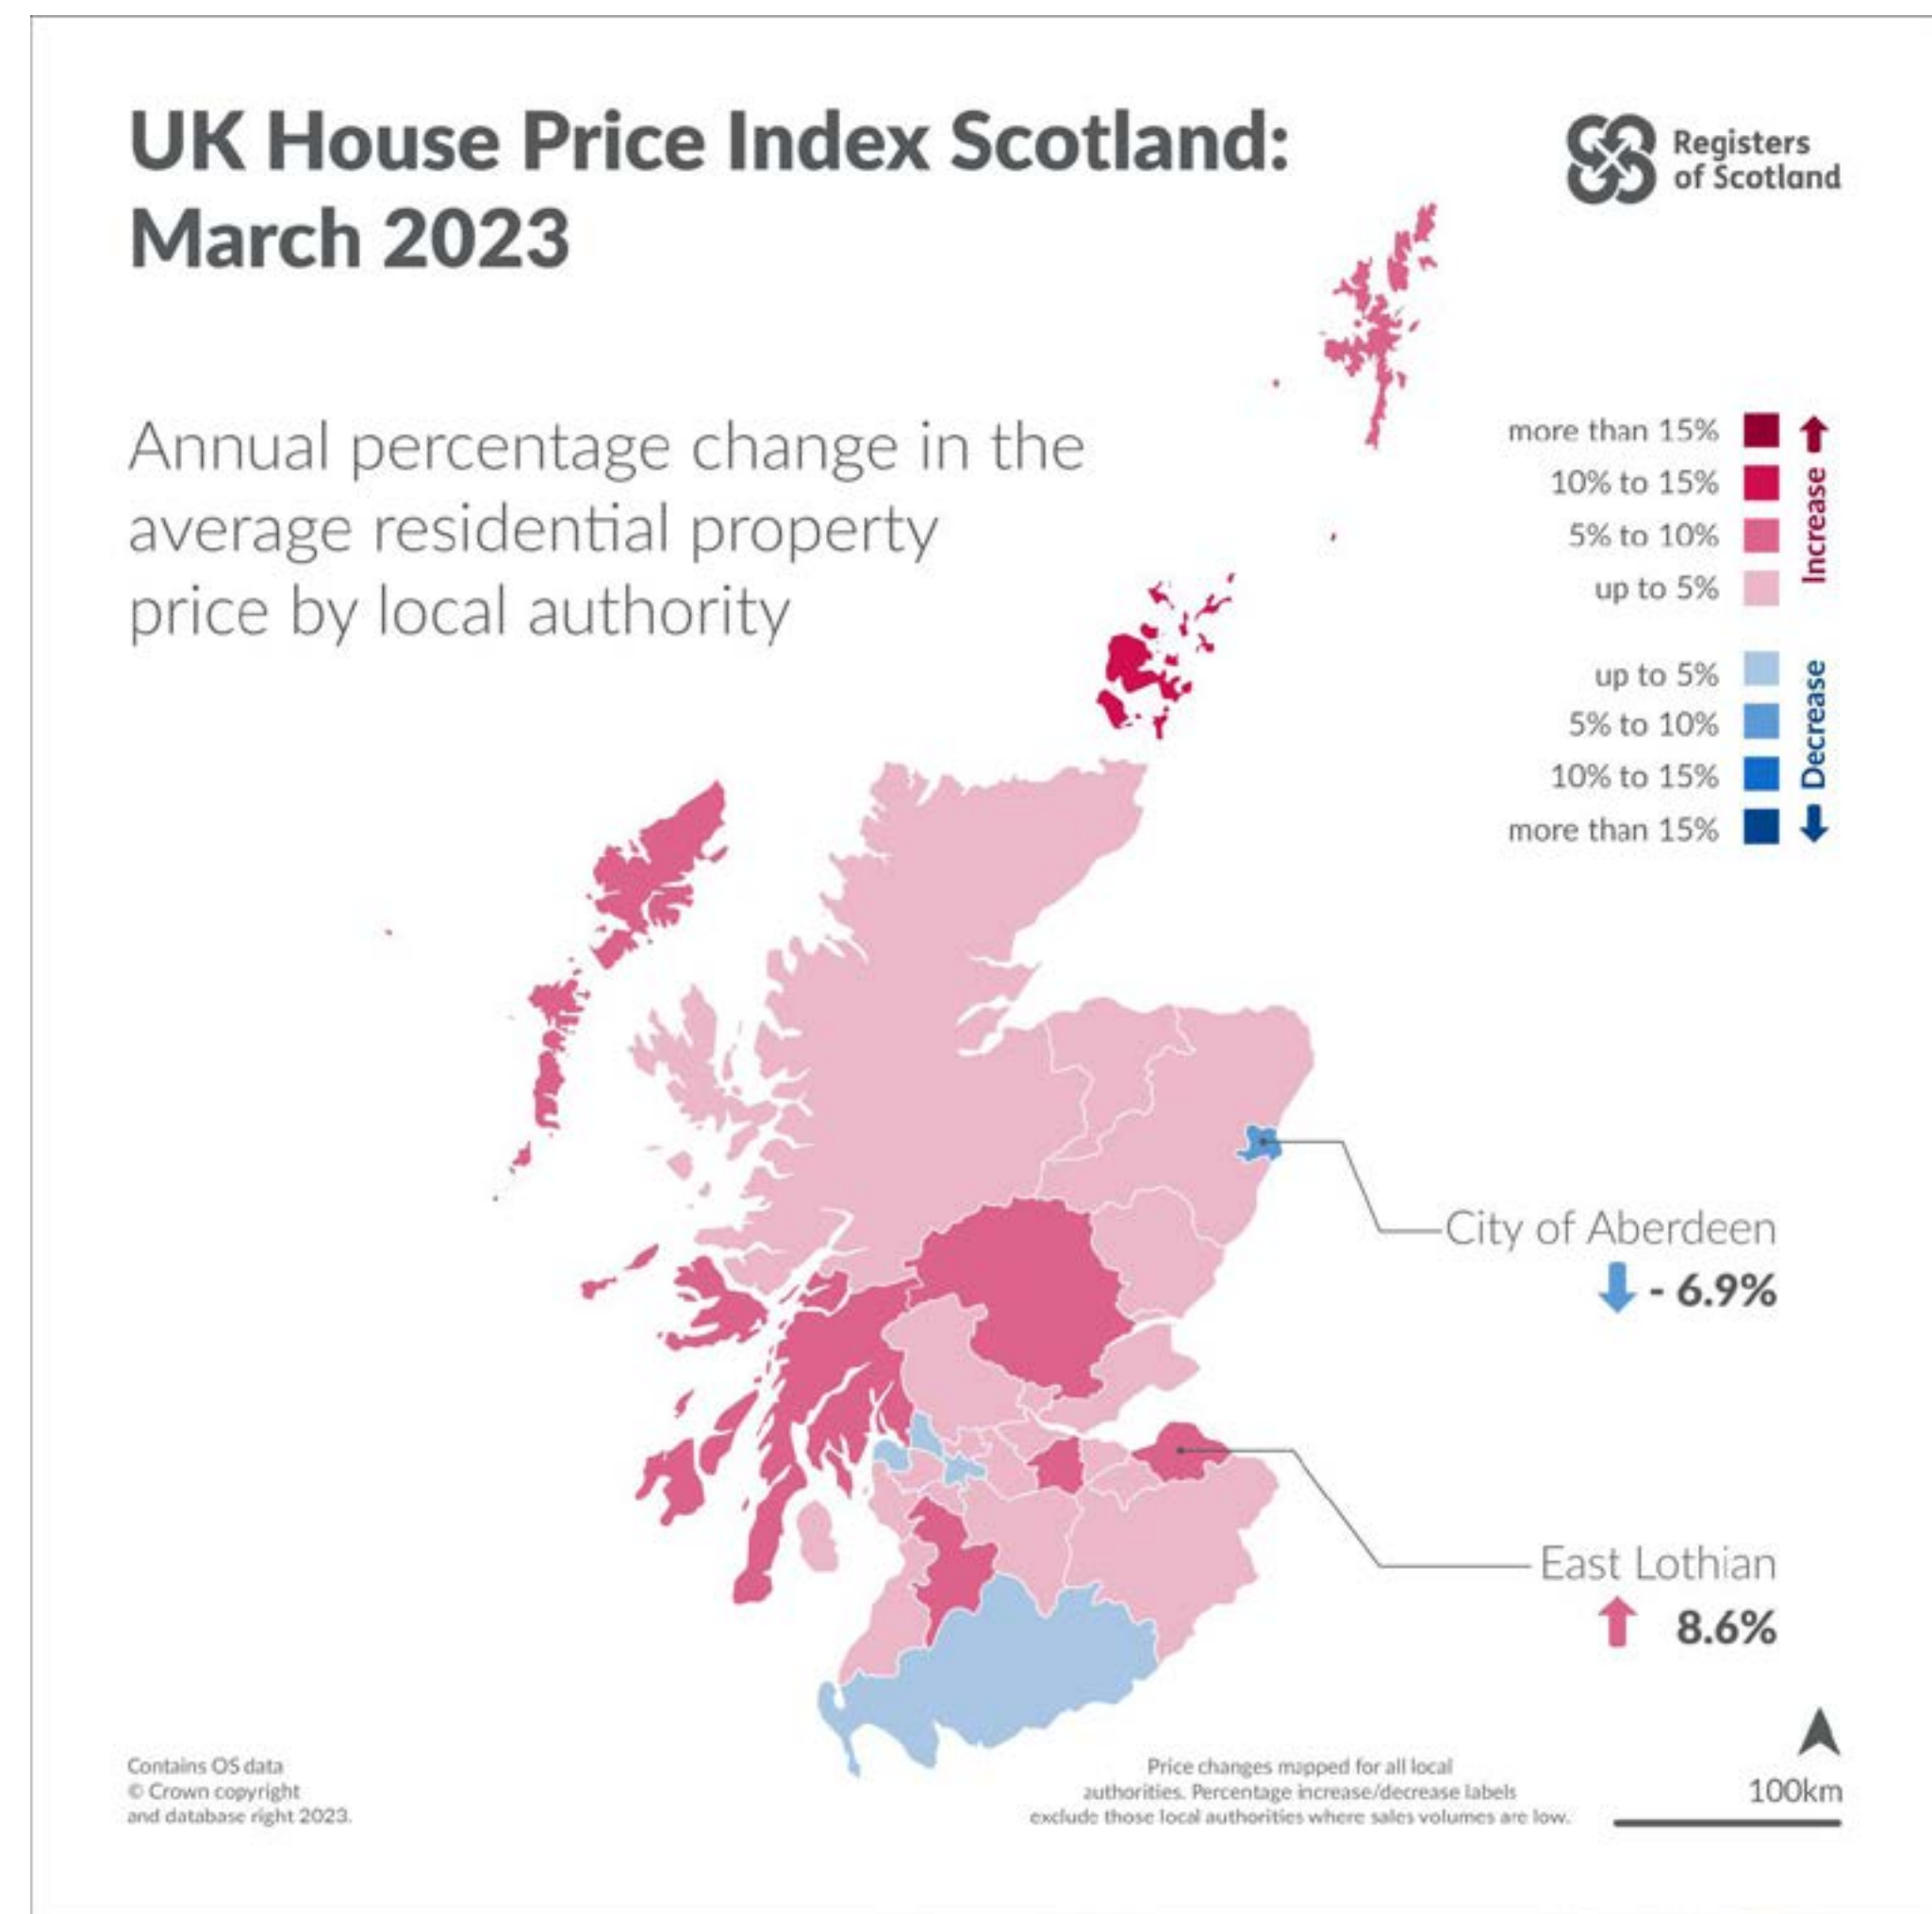 UK House Price Index Scotland:
March 2023
Registers
of Scotland
Annual percentage change in the
average residential property
price by local authority
more than 15%
10% to 15%
5% to 10%
up to 5%
Increase
up to 5%
5% to 10%
10% to 15%
more than 15%
Decrease
City of Aberdeen
- 6.9%
East Lothian
8.6%
Contains OS data
© Crown copyright
and database right 2023.
Price changes mapped for all local
authorities. Percentage increase/decrease labels
exclude those local authorities where sales volumes are low.
100km